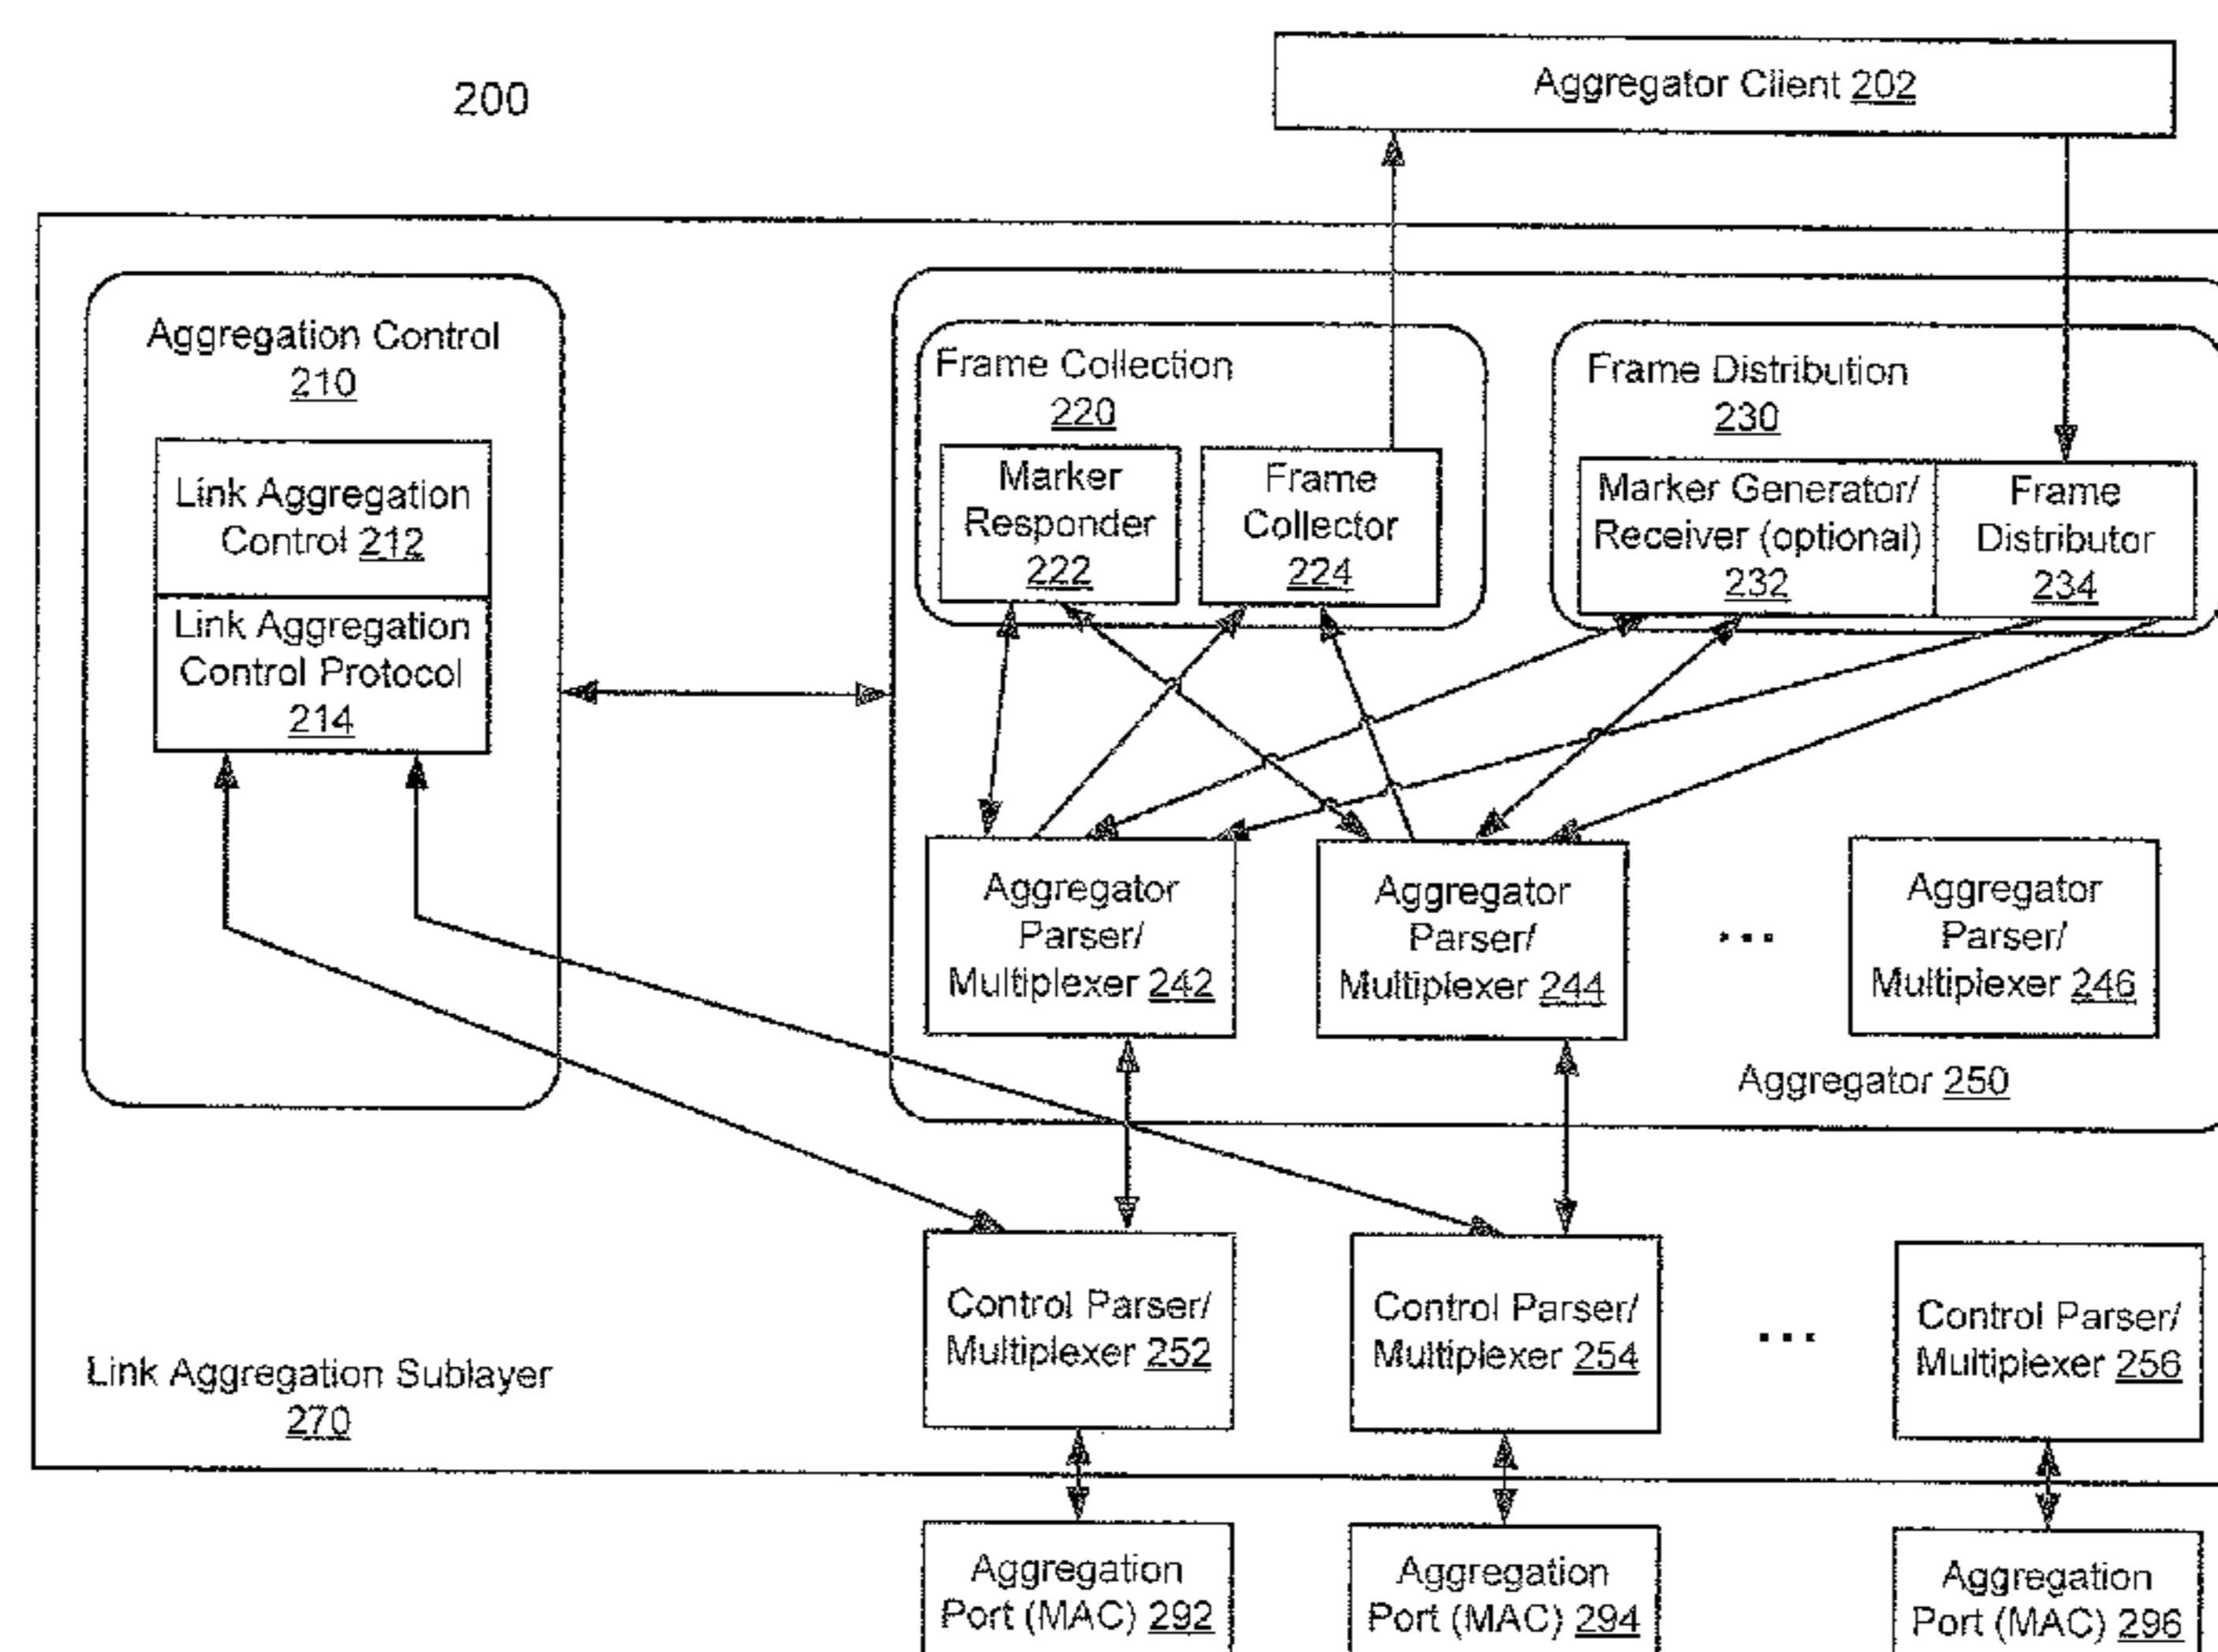 200
Aggregator Client 202
Aggregation Control
210
Link Aggregation
Control 212
Link Aggregation
Control Protocol
214
Frame Collection
220
Marker
Responder
222
Frame
Collector
224
Frame Distribution
230
Marker Generator/
Receiver (optional)
232
Frame
Distributor
234
Aggregator
Parser/
Multiplexer 242
Aggregator
Parser/
Multiplexer 244
...
Aggregator
Parser/
Multiplexer 246
Aggregator 250
Control Parser/
Multiplexer 252
Control Parser/
Multiplexer 254
...
Control Parser/
Multiplexer 256
Link Aggregation Sublayer
270
Aggregation
Port (MAC) 292
Aggregation
Port (MAC) 294
Aggregation
Port (MAC) 296